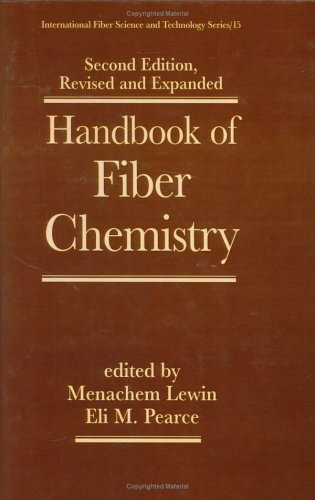 International Fiber Science and Technology Series/15
Second Edition,
Revised and Expanded
Handbook of
Fiber
Chemistry
edited by
Menachem Lewin
Eli M. Pearce